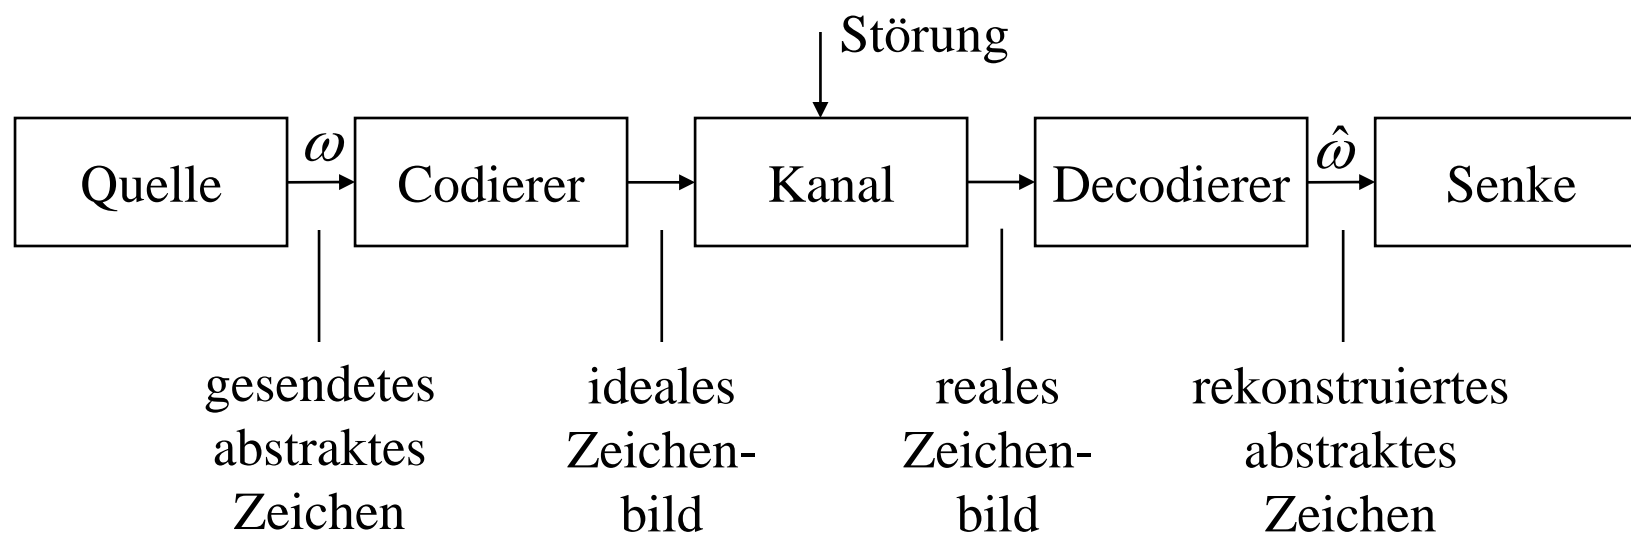 Störung
Quelle
ω
Codierer
Kanal
Decodierer
ω̂
Senke
gesendetes
abstraktes
Zeichen
ideales
Zeichen-
bild
reales
Zeichen-
bild
rekonstruiertes
abstraktes
Zeichen